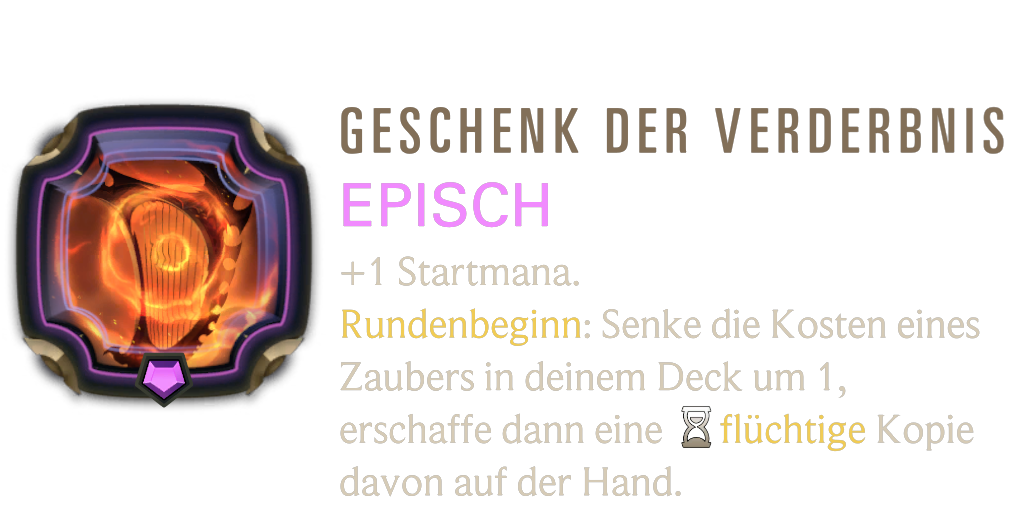 GESCHENK DER VERDERBNIS
EPISCH
+1 Startmana.
Rundenbeginn: Senke die Kosten eines
Zaubers in deinem Deck um 1,
erschaffe dann eine flüchtige Kopie
davon auf der Hand.